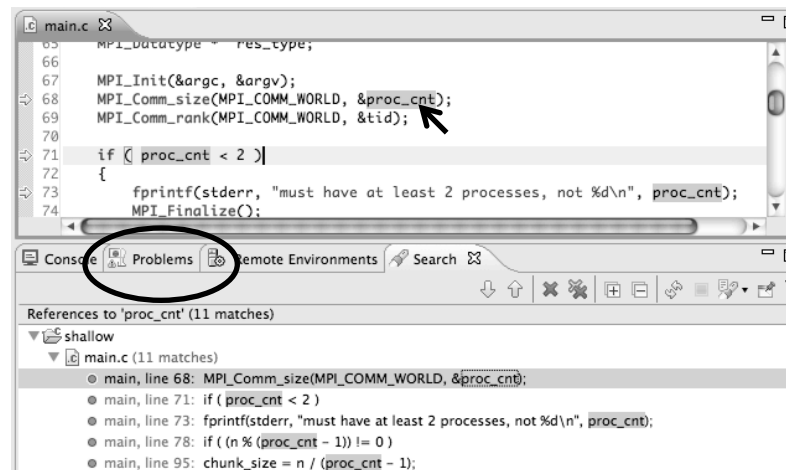 main.c
65 MPI_Datatype * res_type;
66
67 MPI_Init(&argc, &argv);
68 MPI_Comm_size(MPI_COMM_WORLD, &proc_cnt);
69 MPI_Comm_rank(MPI_COMM_WORLD, &tid);
70
71 if ( proc_cnt < 2 )
72 {
73 fprintf(stderr, "must have at least 2 processes, not %d\n", proc_cnt);
74 MPI_Finalize();
Console Problems Remote Environments Search
References to 'proc_cnt' (11 matches)
shallow
main.c (11 matches)
main, line 68: MPI_Comm_size(MPI_COMM_WORLD, &proc_cnt);
main, line 71: if ( proc_cnt < 2 )
main, line 73: fprintf(stderr, "must have at least 2 processes, not %d\n", proc_cnt);
main, line 78: if ( (n % (proc_cnt - 1)) != 0 )
main, line 95: chunk_size = n / (proc_cnt - 1);